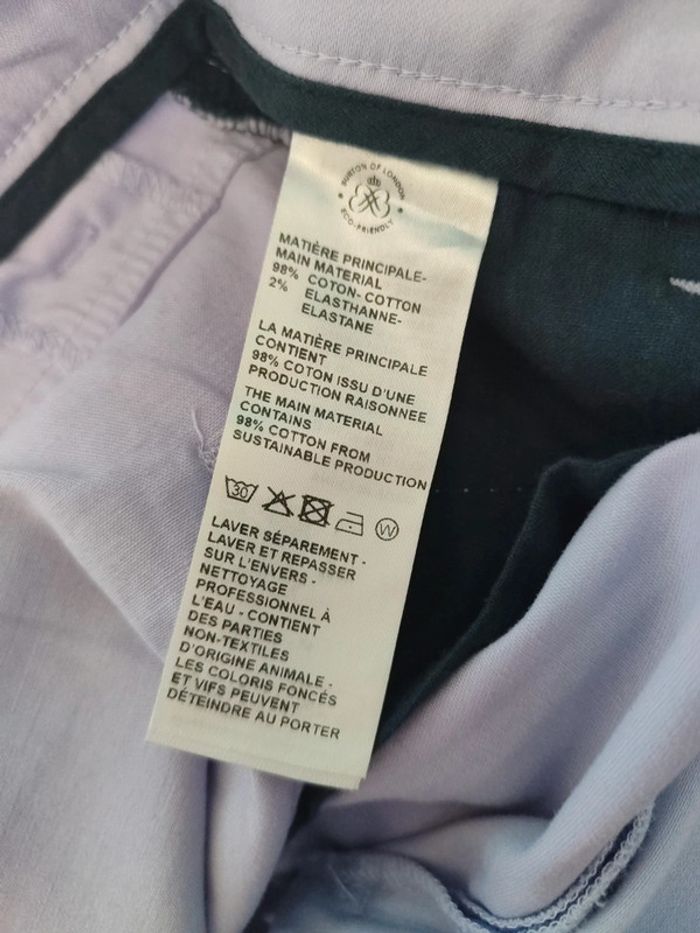 BURTON OF LONDON
ECO-FRIENDLY
MATIÈRE PRINCIPALE-
MAIN MATERIAL
98% COTON- COTTON
2% ELASTHANNE-
ELASTANE
LA MATIÈRE PRINCIPALE
CONTIENT
98% COTON ISSU D'UNE
PRODUCTION RAISONNEE
THE MAIN MATERIAL
CONTAINS
98% COTTON FROM
SUSTAINABLE PRODUCTION
30
W
LAVER SÉPAREMENT -
LAVER ET REPASSER
SUR L'ENVERS -
NETTOYAGE
PROFESSIONNEL À
L'EAU - CONTIENT
DES PARTIES
NON-TEXTILES
D'ORIGINE ANIMALE -
LES COLORIS FONCÉS
ET VIFS PEUVENT
DÉTEINDRE AU PORTER